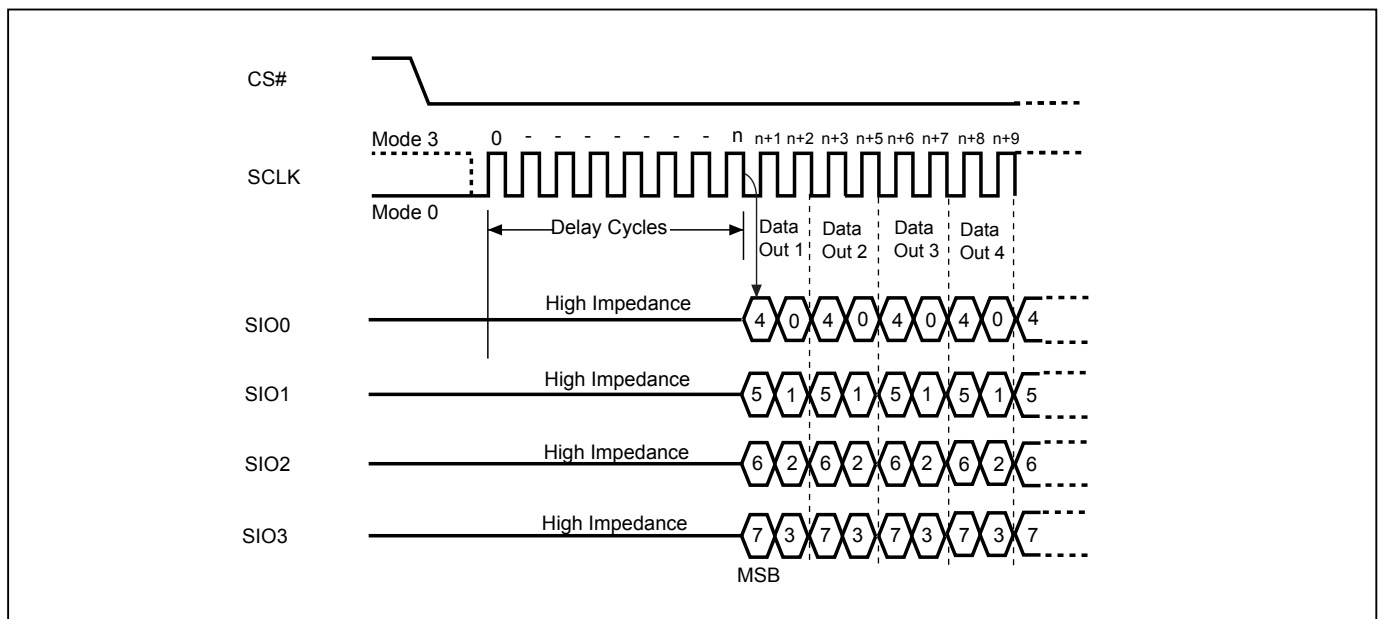 CS#
Mode 3
0 - - - - - - - n n+1 n+2 n+3 n+5 n+6 n+7 n+8 n+9
SCLK
Mode 0
Delay Cycles
Data Out 1
Data Out 2
Data Out 3
Data Out 4
High Impedance
SIO0
4 0 4 0 4 0 4 0 4
High Impedance
SIO1
5 1 5 1 5 1 5 1 5
High Impedance
SIO2
6 2 6 2 6 2 6 2 6
High Impedance
SIO3
7 3 7 3 7 3 7 3 7
MSB